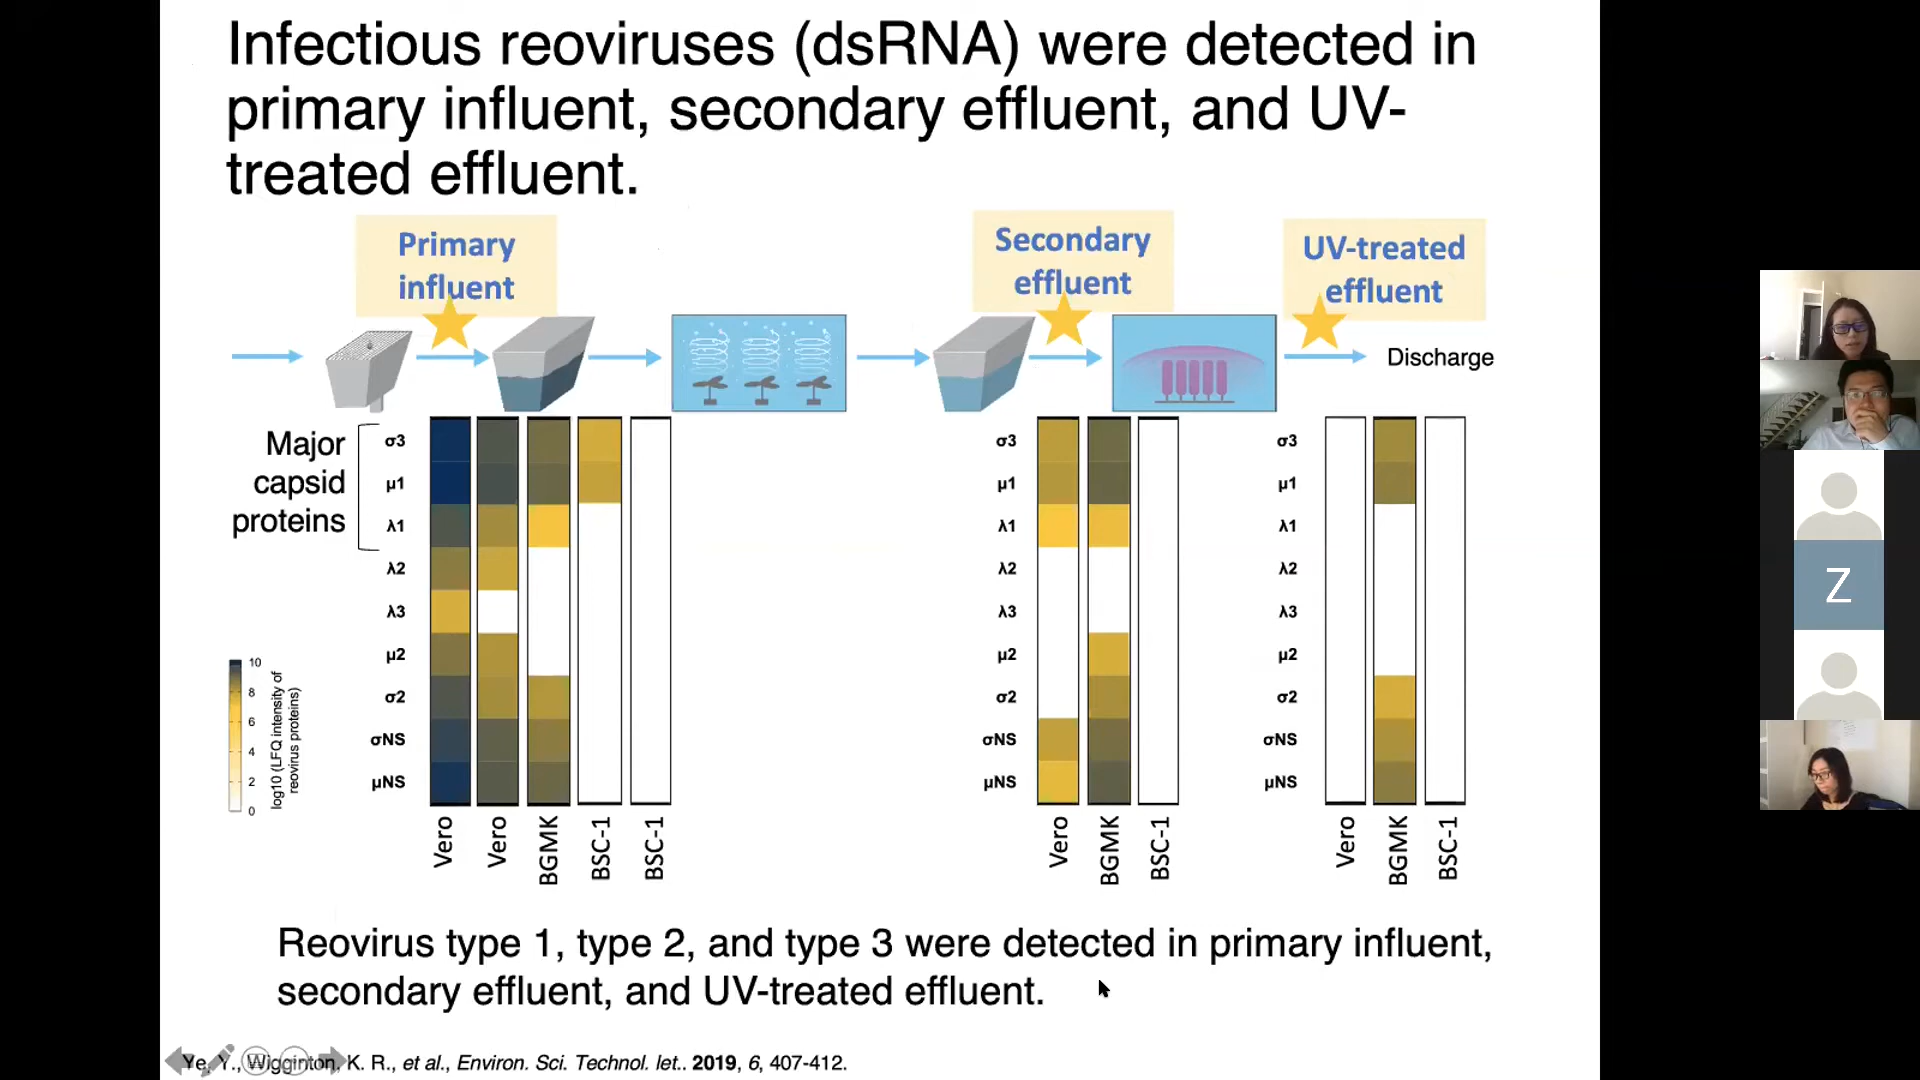 Infectious reoviruses (dsRNA) were detected in
primary influent, secondary effluent, and UV-
treated effluent.
Primary
influent
Secondary
effluent
UV-treated
effluent
Discharge
Major
capsid
proteins
σ3
μ1
λ1
λ2
λ3
μ2
σ2
σNS
μNS
σ3
μ1
λ1
λ2
λ3
μ2
σ2
σNS
μNS
σ3
μ1
λ1
λ2
λ3
μ2
σ2
σNS
μNS
10
8
6
4
2
0
log10 (LFQ intensity of
reovirus proteins)
Vero
Vero
BGMK
BSC-1
BSC-1
Vero
BGMK
BSC-1
Vero
BGMK
BSC-1
Reovirus type 1, type 2, and type 3 were detected in primary influent,
secondary effluent, and UV-treated effluent.
Ye, Y., Wigginton, K. R., et al., Environ. Sci. Technol. let.. 2019, 6, 407-412.
Z